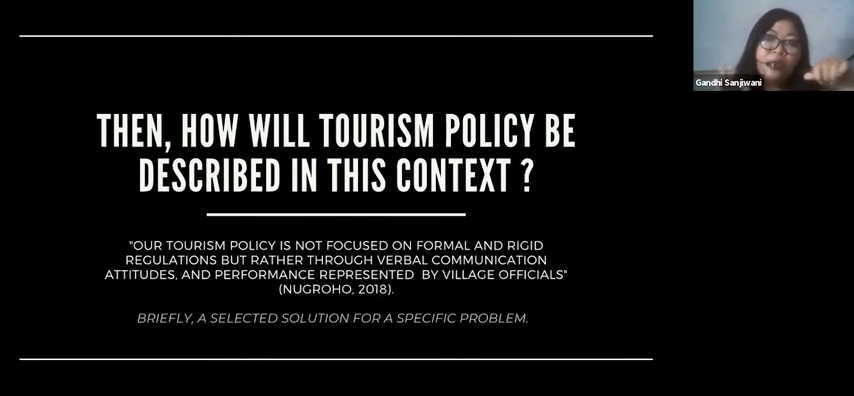 THEN, HOW WILL TOURISM POLICY BE
DESCRIBED IN THIS CONTEXT ?
"OUR TOURISM POLICY IS NOT FOCUSED ON FORMAL AND RIGID
REGULATIONS BUT RATHER THROUGH VERBAL COMMUNICATION
ATTITUDES, AND PERFORMANCE REPRESENTED BY VILLAGE OFFICIALS"
(NUGROHO, 2018).
BRIEFLY, A SELECTED SOLUTION FOR A SPECIFIC PROBLEM.
Gandhi Sanjiwani